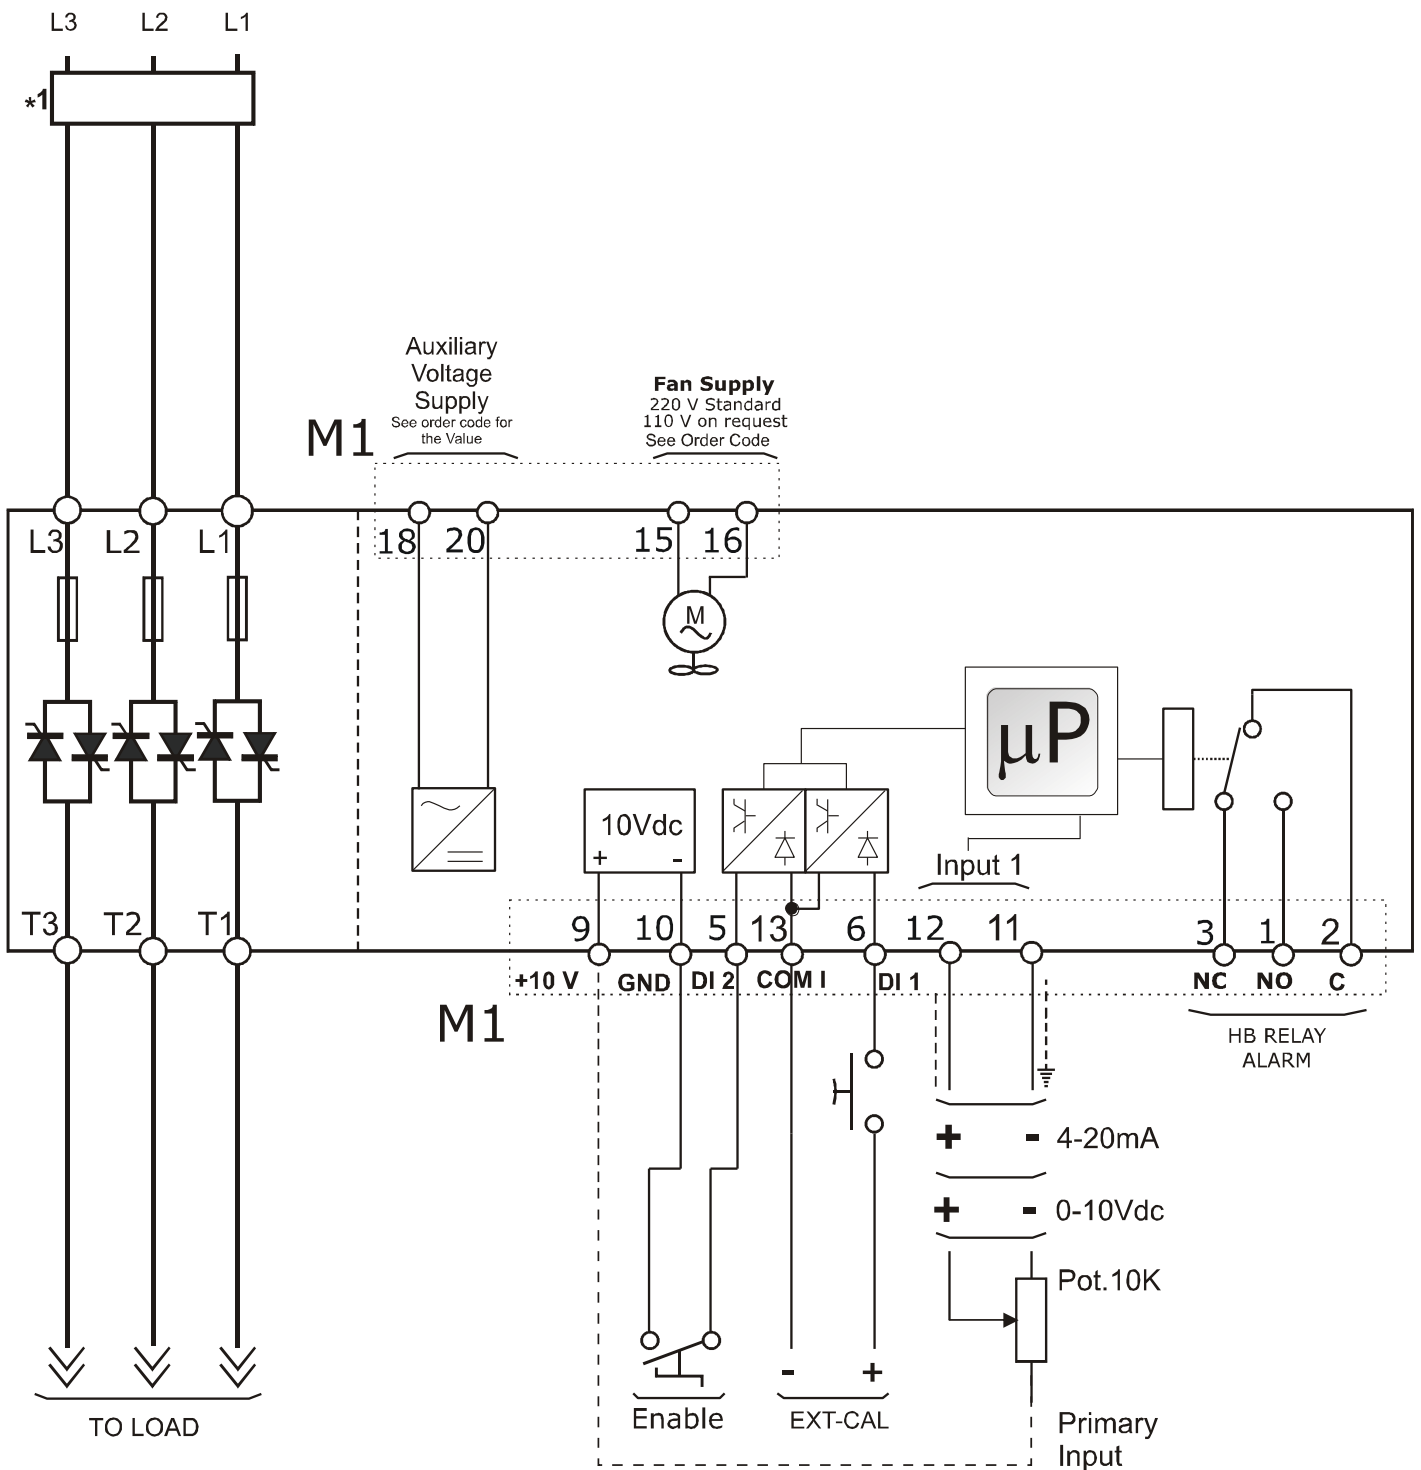 L3 L2 L1
*1
Auxiliary
Voltage
Supply
See order code for
the Value
Fan Supply
220 V Standard
110 V on request
See Order Code
M1
L3 L2 L1
18 20 15 16
M
µP
10Vdc
+ -
Input 1
T3 T2 T1
9 10 5 13 6 12 11 3 1 2
+10 V GND DI 2 COM I DI 1 NC NO C
M1
HB RELAY
ALARM
+ - 4-20mA
+ - 0-10Vdc
Pot.10K
- +
TO LOAD
Enable
EXT-CAL
Primary
Input